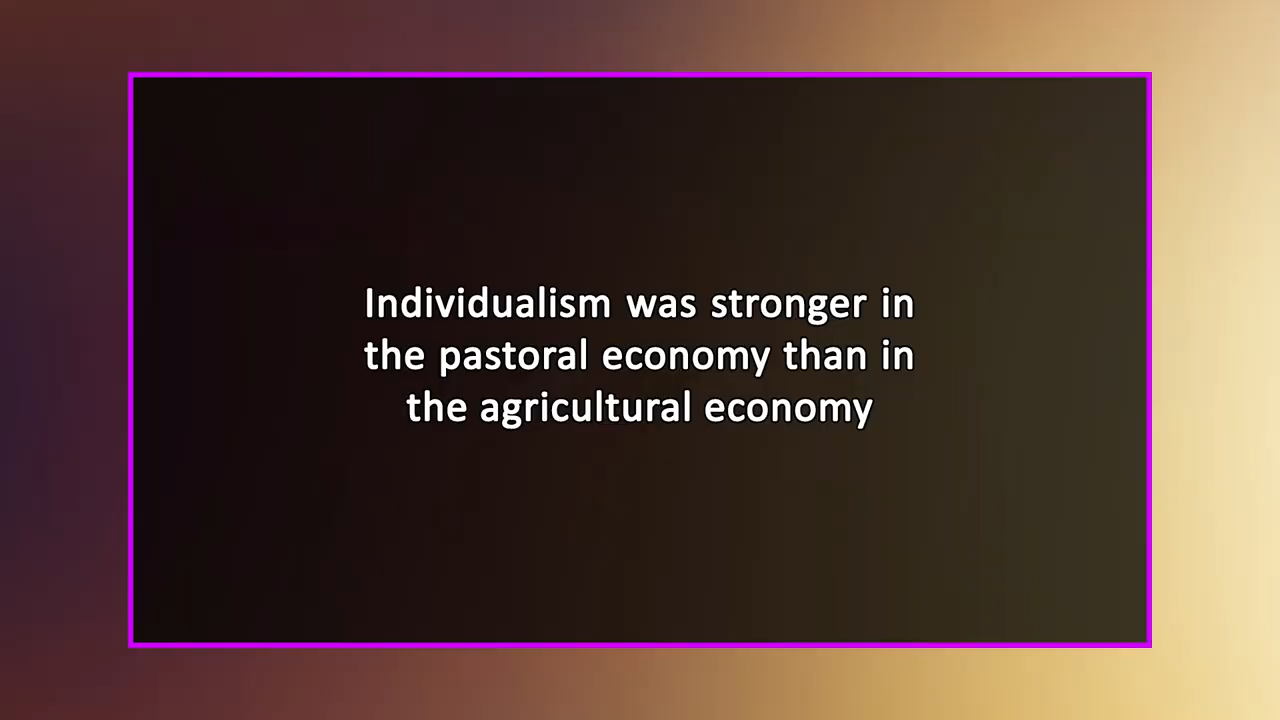 Individualism was stronger in
the pastoral economy than in
the agricultural economy